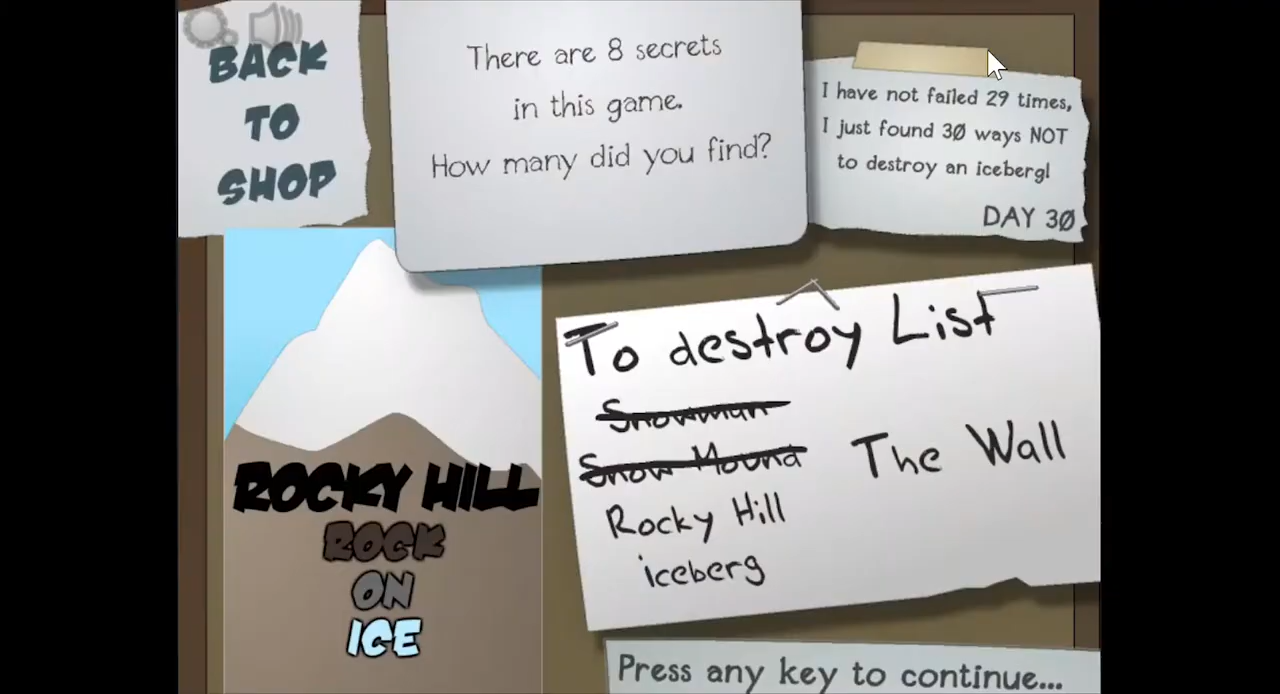 BACK
TO
SHOP
There are 8 secrets
in this game.
How many did you find?
I have not failed 29 times,
I just found 30 ways NOT
to destroy an iceberg!
DAY 30
To destroy List
Snowman
Snow Mound
The Wall
Rocky Hill
iceberg
ROCKY HILL
ROCK
ON
ICE
Press any key to continue...